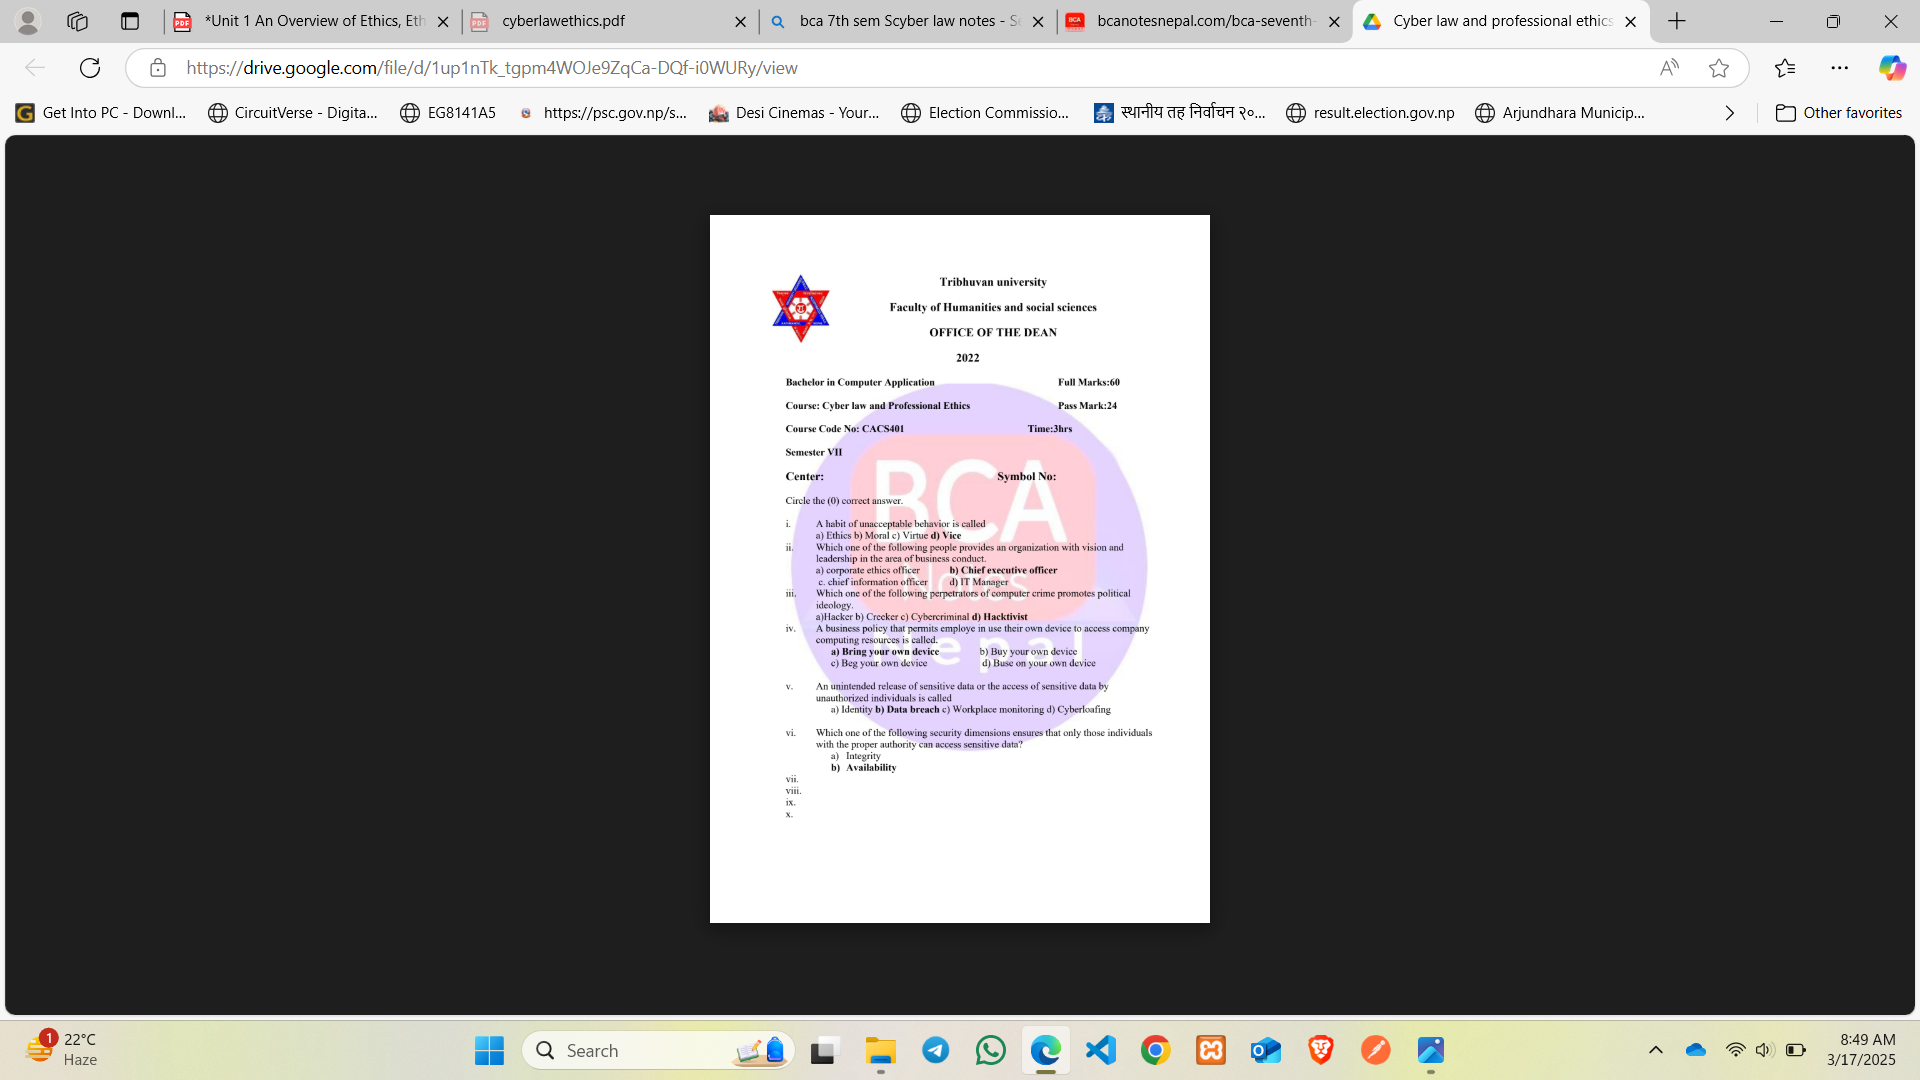 *Unit 1 An Overview of Ethics, Eth
cyberlawethics.pdf
bca 7th sem Scyber law notes - Se
bcanotesnepal.com/bca-seventh-
Cyber law and professional ethics
https://drive.google.com/file/d/1up1nTk_tgpm4WOJe9ZqCa-DQf-i0WURy/view
Get Into PC - Downl...
CircuitVerse - Digita...
EG8141A5
https://psc.gov.np/s...
Desi Cinemas - Your...
Election Commissio...
स्थानीय तह निर्वाचन २०...
result.election.gov.np
Arjundhara Municip...
Other favorites
Tribhuvan university
Faculty of Humanities and social sciences
OFFICE OF THE DEAN
2022
Bachelor in Computer Application Full Marks:60
Course: Cyber law and Professional Ethics Pass Mark:24
Course Code No: CACS401 Time:3hrs
Semester VII
Center: Symbol No:
Circle the (0) correct answer.
i. A habit of unacceptable behavior is called
a) Ethics b) Moral c) Virtue d) Vice
ii. Which one of the following people provides an organization with vision and
leadership in the area of business conduct.
a) corporate ethics officer b) Chief executive officer
c. chief information officer d) IT Manager
iii. Which one of the following perpetrators of computer crime promotes political
ideology.
a)Hacker b) Creeker c) Cybercriminal d) Hacktivist
iv. A business policy that permits employe in use their own device to access company
computing resources is called.
a) Bring your own device b) Buy your own device
c) Beg your own device d) Buse on your own device
v. An unintended release of sensitive data or the access of sensitive data by
unauthorized individuals is called
a) Identity b) Data breach c) Workplace monitoring d) Cyberloafing
vi. Which one of the following security dimensions ensures that only those individuals
with the proper authority can access sensitive data?
a) Integrity
b) Availability
vii.
viii.
ix.
x.
BCA
Notes
Nepal
1
22°C
Haze
Search
8:49 AM
3/17/2025